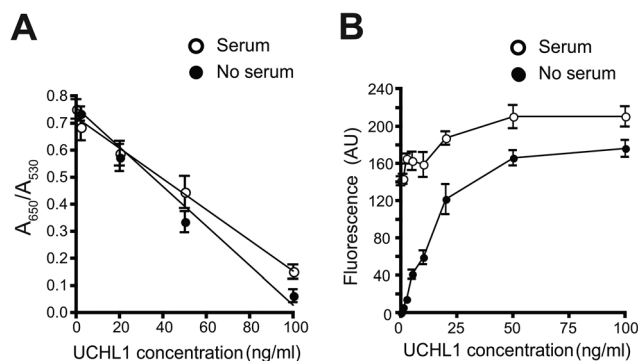 A
Serum
No serum
A650/A530
0.8
0.7
0.6
0.5
0.4
0.3
0.2
0.1
0.0
0
20
40
60
80
100
UCHL1 concentration (ng/ml)
B
Serum
No serum
Fluorescence (AU)
240
200
160
120
80
40
0
0
25
50
75
100
UCHL1 concentration (ng/ml)